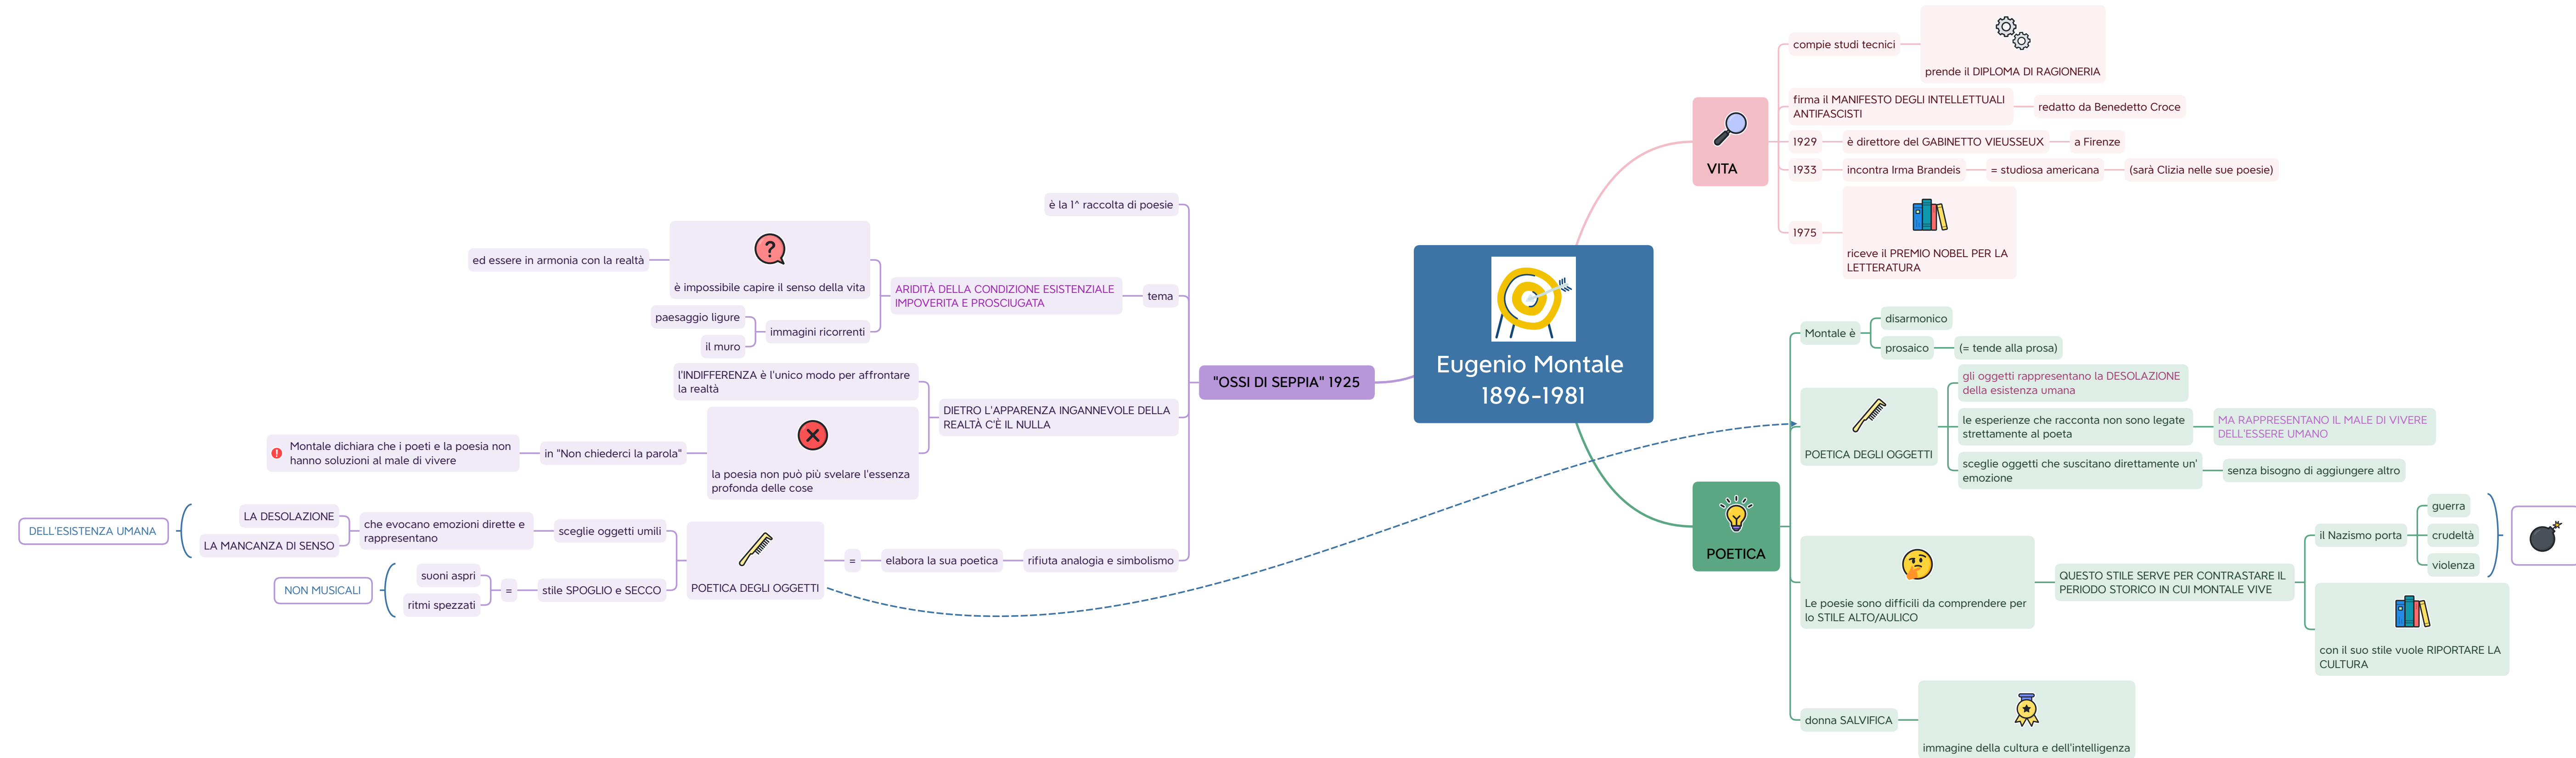 Eugenio Montale
1896-1981
VITA
compie studi tecnici
prende il DIPLOMA DI RAGIONERIA
firma il MANIFESTO DEGLI INTELLETTUALI
ANTIFASCISTI
redatto da Benedetto Croce
1929
è direttore del GABINETTO VIEUSSEUX
a Firenze
1933
incontra Irma Brandeis
= studiosa americana
(sarà Clizia nelle sue poesie)
1975
riceve il PREMIO NOBEL PER LA
LETTERATURA
POETICA
Montale è
disarmonico
prosaico
(= tende alla prosa)
POETICA DEGLI OGGETTI
gli oggetti rappresentano la DESOLAZIONE
della esistenza umana
le esperienze che racconta non sono legate
strettamente al poeta
MA RAPPRESENTANO IL MALE DI VIVERE
DELL'ESSERE UMANO
sceglie oggetti che suscitano direttamente un'
emozione
senza bisogno di aggiungere altro
Le poesie sono difficili da comprendere per
lo STILE ALTO/AULICO
QUESTO STILE SERVE PER CONTRASTARE IL
PERIODO STORICO IN CUI MONTALE VIVE
il Nazismo porta
guerra
crudeltà
violenza
con il suo stile vuole RIPORTARE LA
CULTURA
donna SALVIFICA
immagine della cultura e dell'intelligenza
"OSSI DI SEPPIA" 1925
è la 1^ raccolta di poesie
tema
ARIDITÀ DELLA CONDIZIONE ESISTENZIALE
IMPOVERITA E PROSCIUGATA
è impossibile capire il senso della vita
ed essere in armonia con la realtà
immagini ricorrenti
paesaggio ligure
il muro
DIETRO L'APPARENZA INGANNEVOLE DELLA
REALTÀ C'È IL NULLA
l'INDIFFERENZA è l'unico modo per affrontare
la realtà
la poesia non può più svelare l'essenza
profonda delle cose
in "Non chiederci la parola"
Montale dichiara che i poeti e la poesia non
hanno soluzioni al male di vivere
rifiuta analogia e simbolismo
elabora la sua poetica
=
POETICA DEGLI OGGETTI
sceglie oggetti umili
che evocano emozioni dirette e
rappresentano
LA DESOLAZIONE
LA MANCANZA DI SENSO
DELL'ESISTENZA UMANA
stile SPOGLIO e SECCO
=
suoni aspri
ritmi spezzati
NON MUSICALI